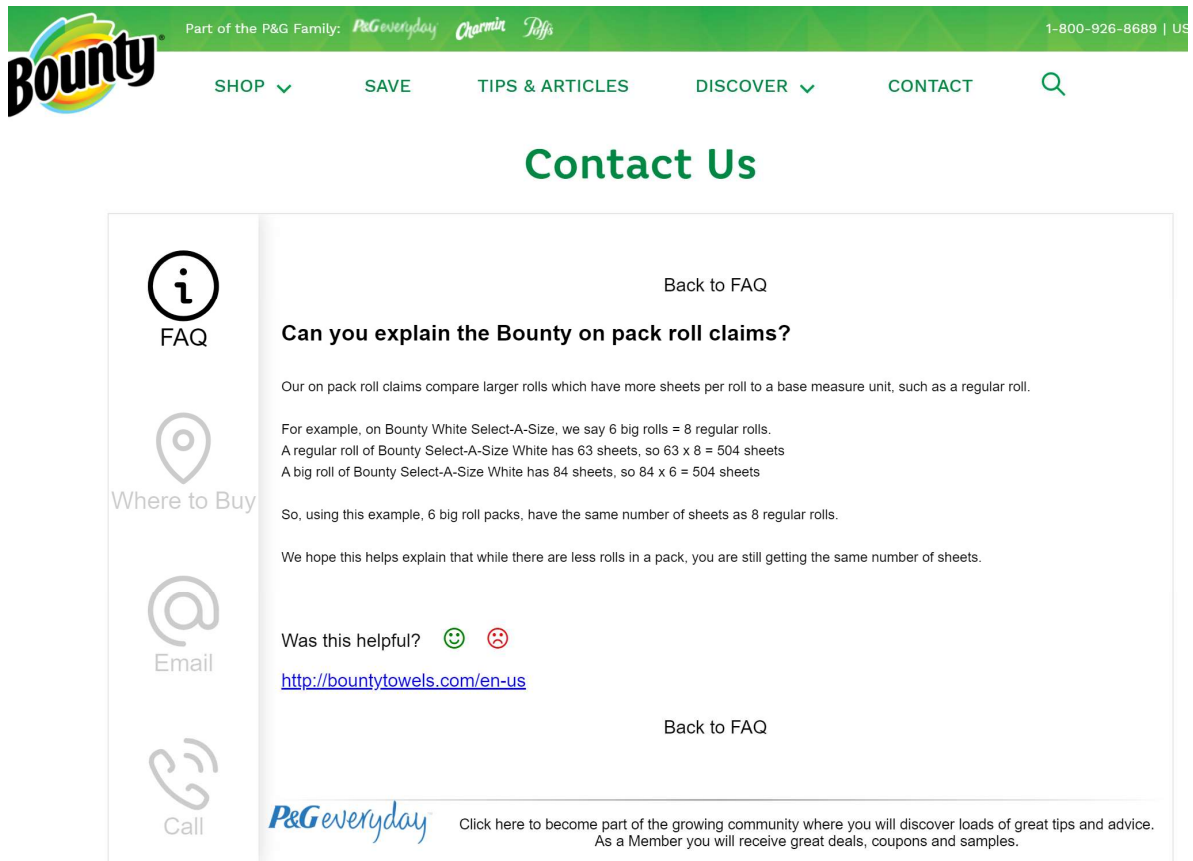 Bounty
Part of the P&G Family: P&Geveryday Charmin Puffs
1-800-926-8689 | US
SHOP SAVE TIPS & ARTICLES DISCOVER CONTACT
Contact Us
FAQ
Where to Buy
Email
Call
Back to FAQ
Can you explain the Bounty on pack roll claims?
Our on pack roll claims compare larger rolls which have more sheets per roll to a base measure unit, such as a regular roll.
For example, on Bounty White Select-A-Size, we say 6 big rolls = 8 regular rolls.
A regular roll of Bounty Select-A-Size White has 63 sheets, so 63 x 8 = 504 sheets
A big roll of Bounty Select-A-Size White has 84 sheets, so 84 x 6 = 504 sheets
So, using this example, 6 big roll packs, have the same number of sheets as 8 regular rolls.
We hope this helps explain that while there are less rolls in a pack, you are still getting the same number of sheets.
Was this helpful?
http://bountytowels.com/en-us
Back to FAQ
P&G everyday
Click here to become part of the growing community where you will discover loads of great tips and advice.
As a Member you will receive great deals, coupons and samples.